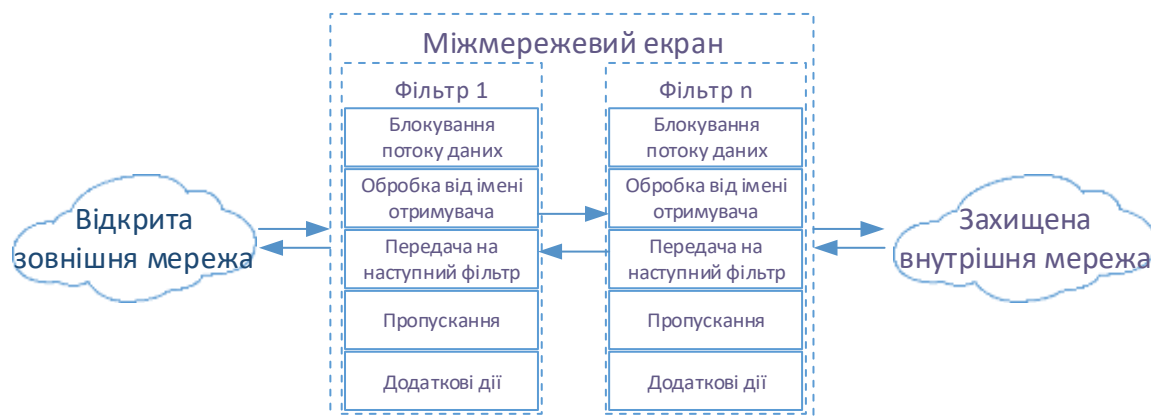 Міжмережевий екран
Фільтр 1
Блокування
потоку даних
Обробка від імені
отримувача
Передача на
наступний фільтр
Пропускання
Додаткові дії
Фільтр n
Блокування
потоку даних
Обробка від імені
отримувача
Передача на
наступний фільтр
Пропускання
Додаткові дії
Відкрита
зовнішня мережа
Захищена
внутрішня мережа